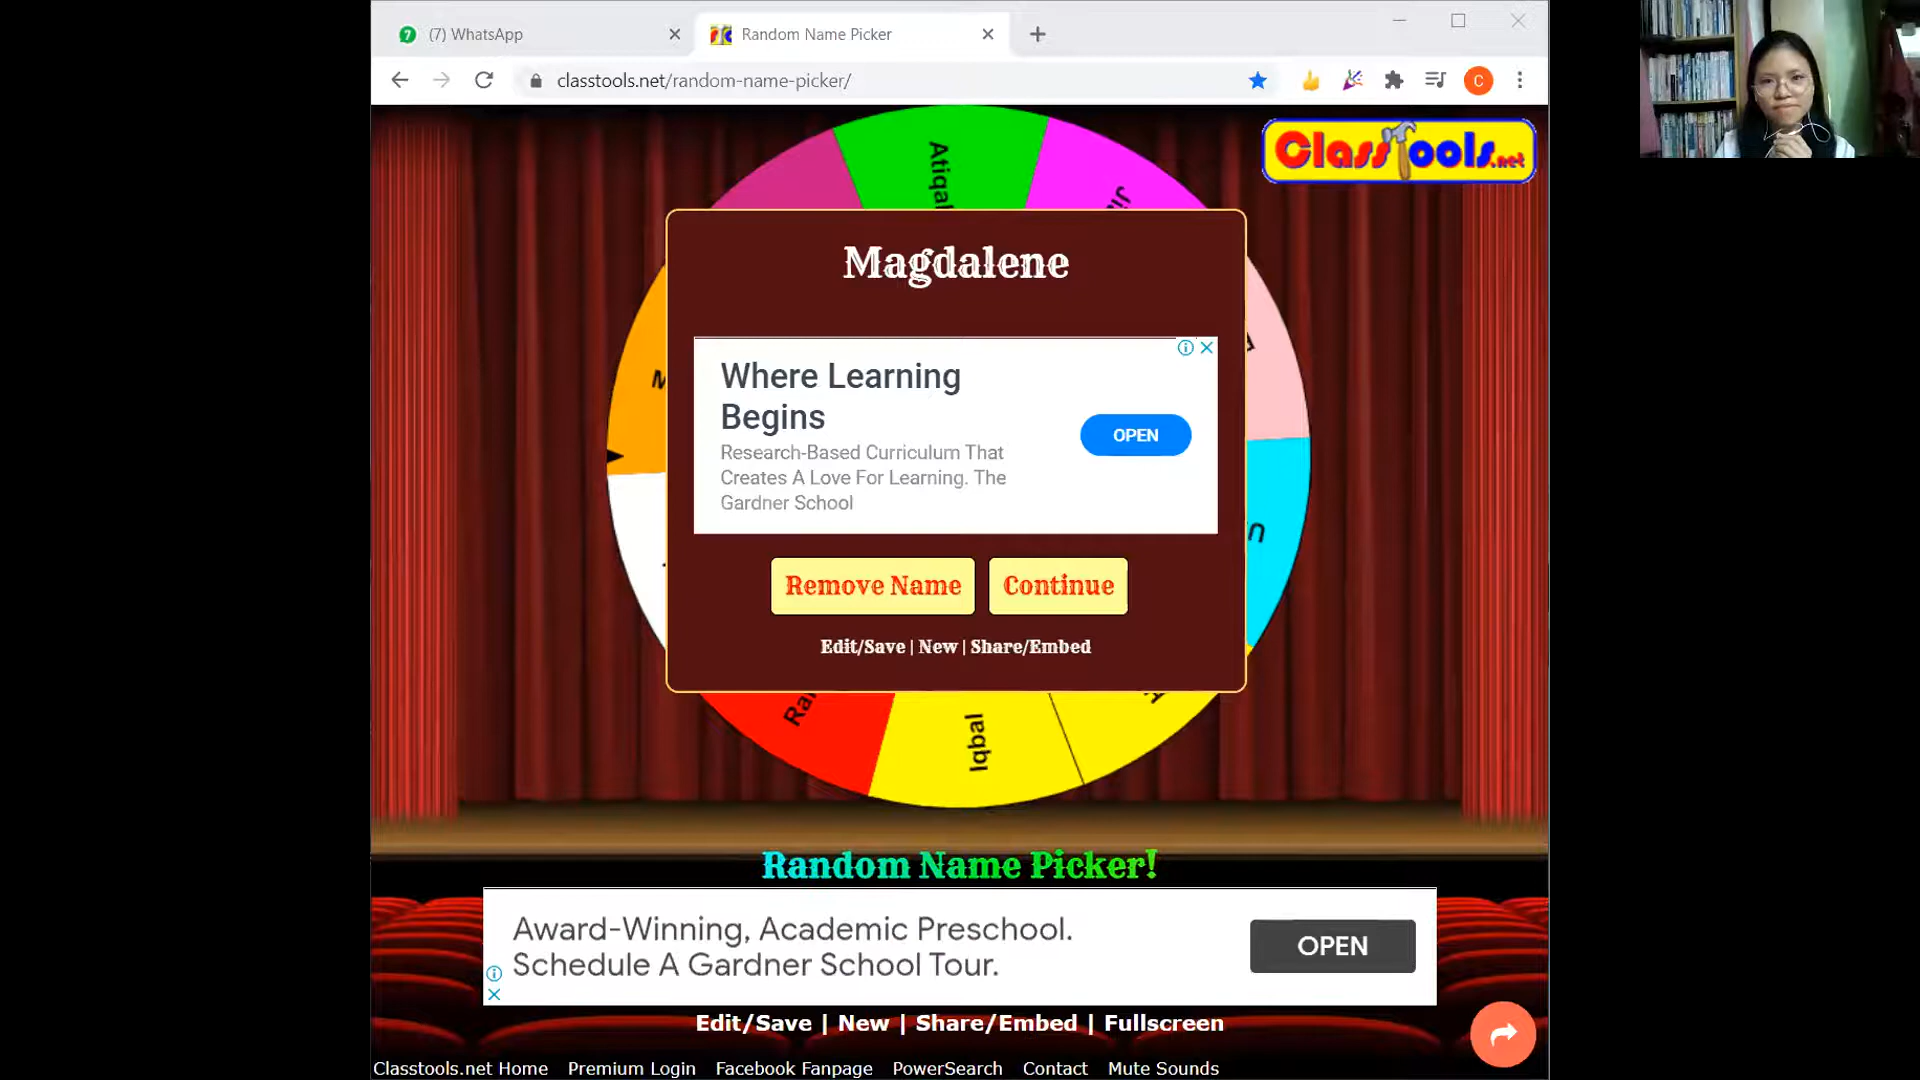 7 (7) WhatsApp
Random Name Picker
classtools.net/random-name-picker/
C
ClassTools.net
Magdalene
Where Learning
Begins
Research-Based Curriculum That
Creates A Love For Learning. The
Gardner School
OPEN
Remove Name
Continue
Edit/Save | New | Share/Embed
Iqbal
Random Name Picker!
Award-Winning, Academic Preschool.
Schedule A Gardner School Tour.
OPEN
Edit/Save | New | Share/Embed | Fullscreen
Classtools.net Home
Premium Login
Facebook Fanpage
PowerSearch
Contact
Mute Sounds